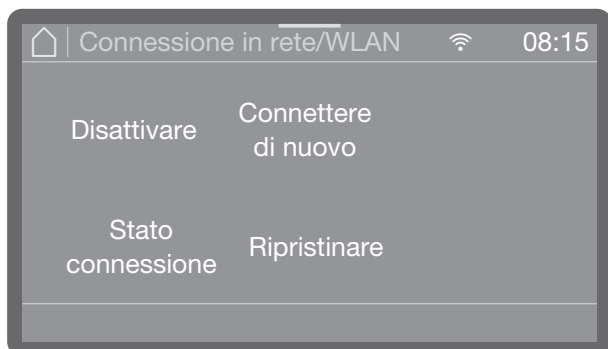 Connessione in rete/WLAN 08:15
Disattivare
Connettere
di nuovo
Stato
connessione
Ripristinare